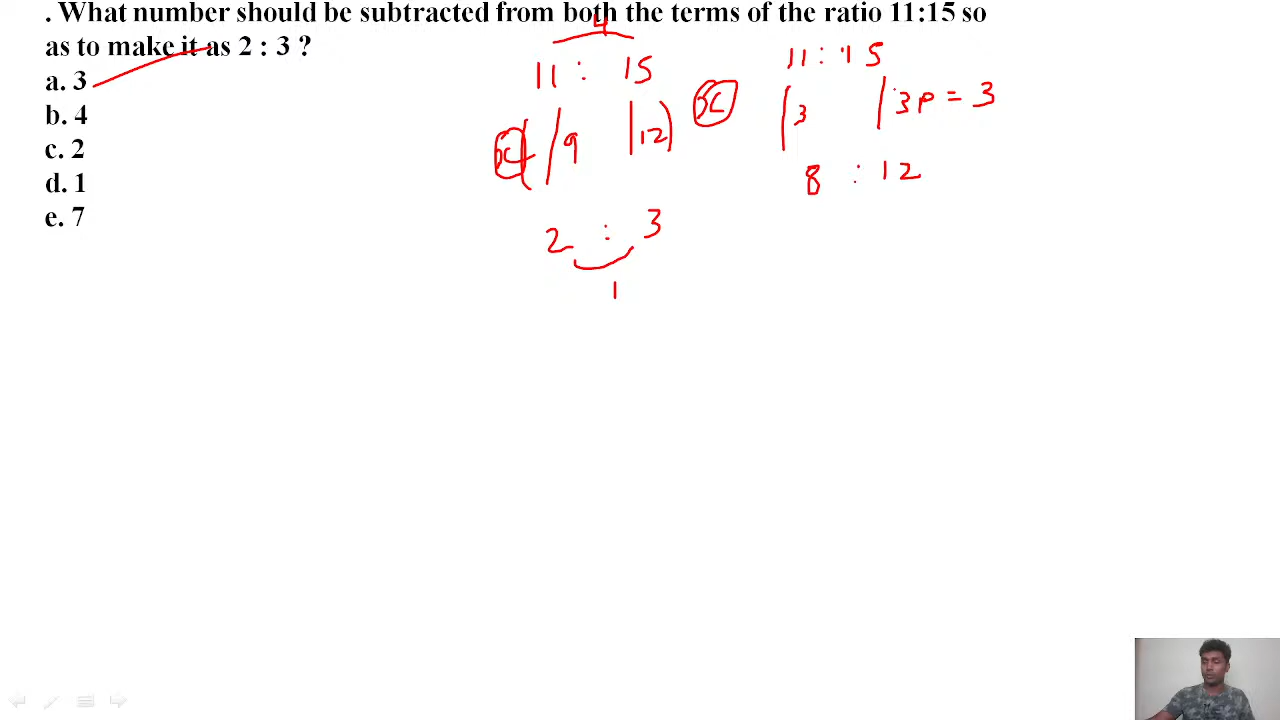 . What number should be subtracted from both the terms of the ratio 11:15 so
as to make it as 2 : 3 ?
a. 3
b. 4
c. 2
d. 1
e. 7
4
11 : 15
9 12
2 : 3
1
11 : 15
3 3P = 3
8 : 12